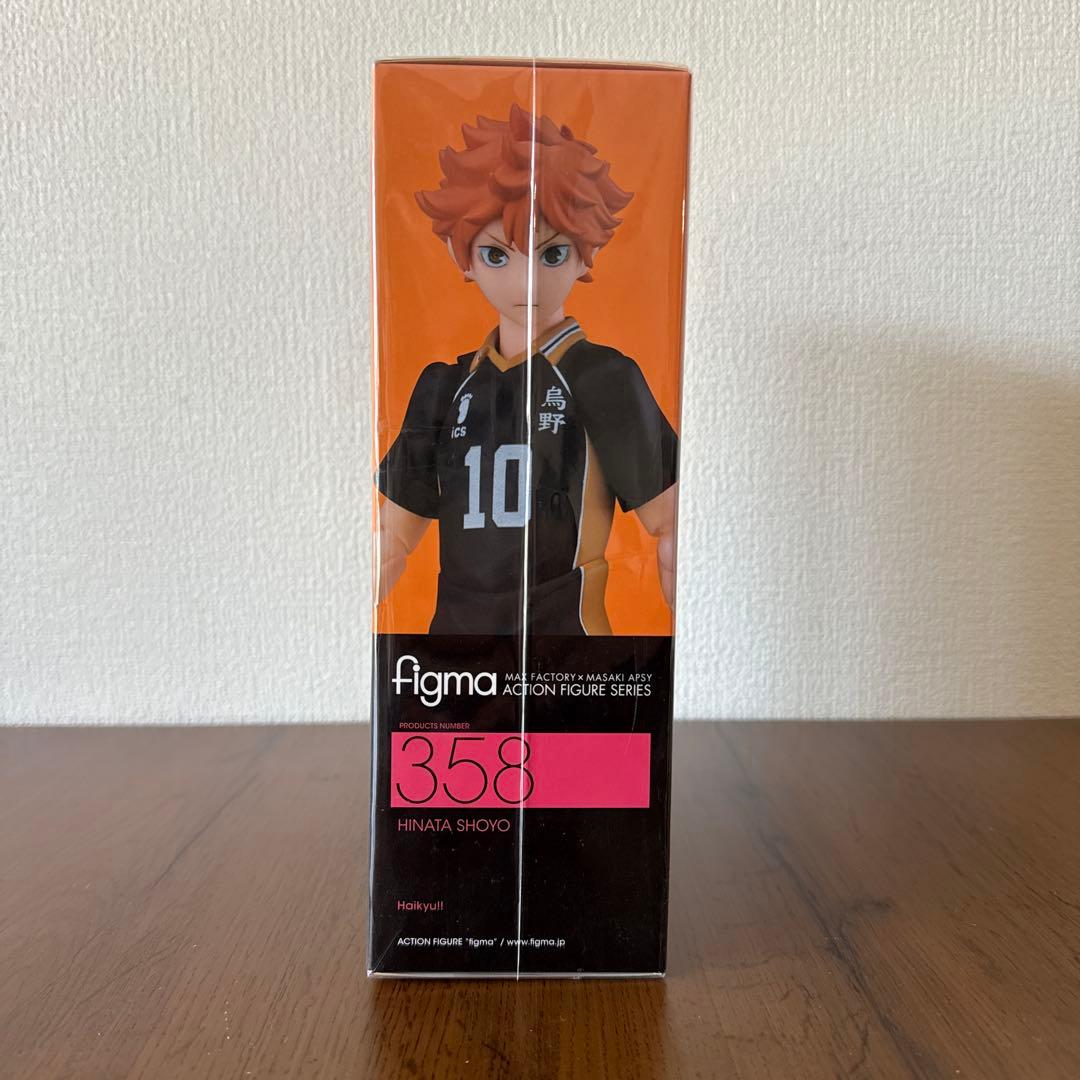 烏野
ics
10
figma
MAX FACTORY × MASAKI APSY
ACTION FIGURE SERIES
PRODUCTS NUMBER
358
HINATA SHOYO
Haikyu!!
ACTION FIGURE "figma" / www.figma.jp